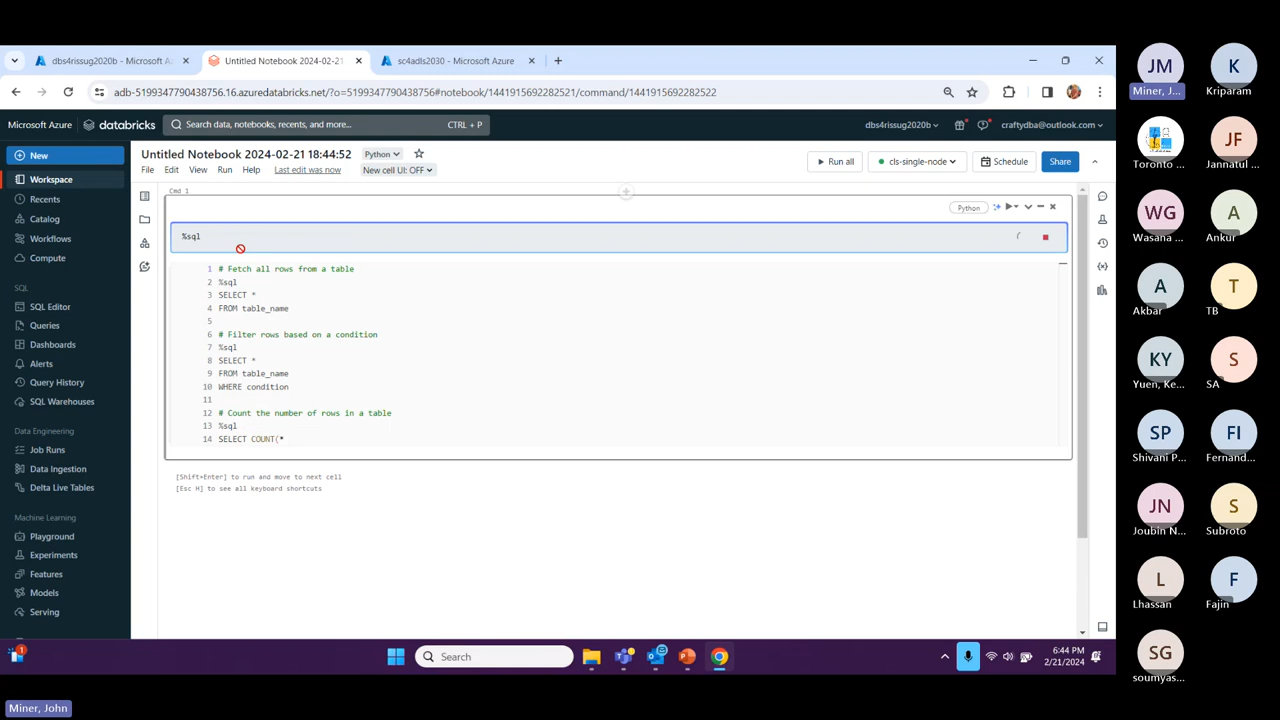 dbs4rissug2020b - Microsoft Az
Untitled Notebook 2024-02-21
sc4adls2030 - Microsoft Azure
adb-5199347790438756.16.azuredatabricks.net/?o=5199347790438756#notebook/1441915692282521/command/1441915692282522
Microsoft Azure
databricks
Search data, notebooks, recents, and more...
CTRL + P
dbs4rissug2020b
craftydba@outlook.com
New
Workspace
Recents
Catalog
Workflows
Compute
SQL
SQL Editor
Queries
Dashboards
Alerts
Query History
SQL Warehouses
Data Engineering
Job Runs
Data Ingestion
Delta Live Tables
Machine Learning
Playground
Experiments
Features
Models
Serving
Untitled Notebook 2024-02-21 18:44:52
Python
File Edit View Run Help Last edit was now
New cell UI: OFF
Run all
cls-single-node
Schedule
Share
Cmd 1
Python
%sql
1 # Fetch all rows from a table
2 %sql
3 SELECT *
4 FROM table_name
5
6 # Filter rows based on a condition
7 %sql
8 SELECT *
9 FROM table_name
10 WHERE condition
11
12 # Count the number of rows in a table
13 %sql
14 SELECT COUNT(*
[Shift+Enter] to run and move to next cell
[Esc H] to see all keyboard shortcuts
1
Search
6:44 PM
2/21/2024
Miner, John
JM
Miner, J...
K
Kriparam
Toronto ...
JF
Jannatul ...
WG
Wasana ...
A
Ankur
A
Akbar
T
TB
KY
Yuen, Ke...
S
SA
SP
Shivani P...
FI
Fernand...
JN
Joubin N...
S
Subroto
L
Lhassan
F
Fajin
SG
soumyas...